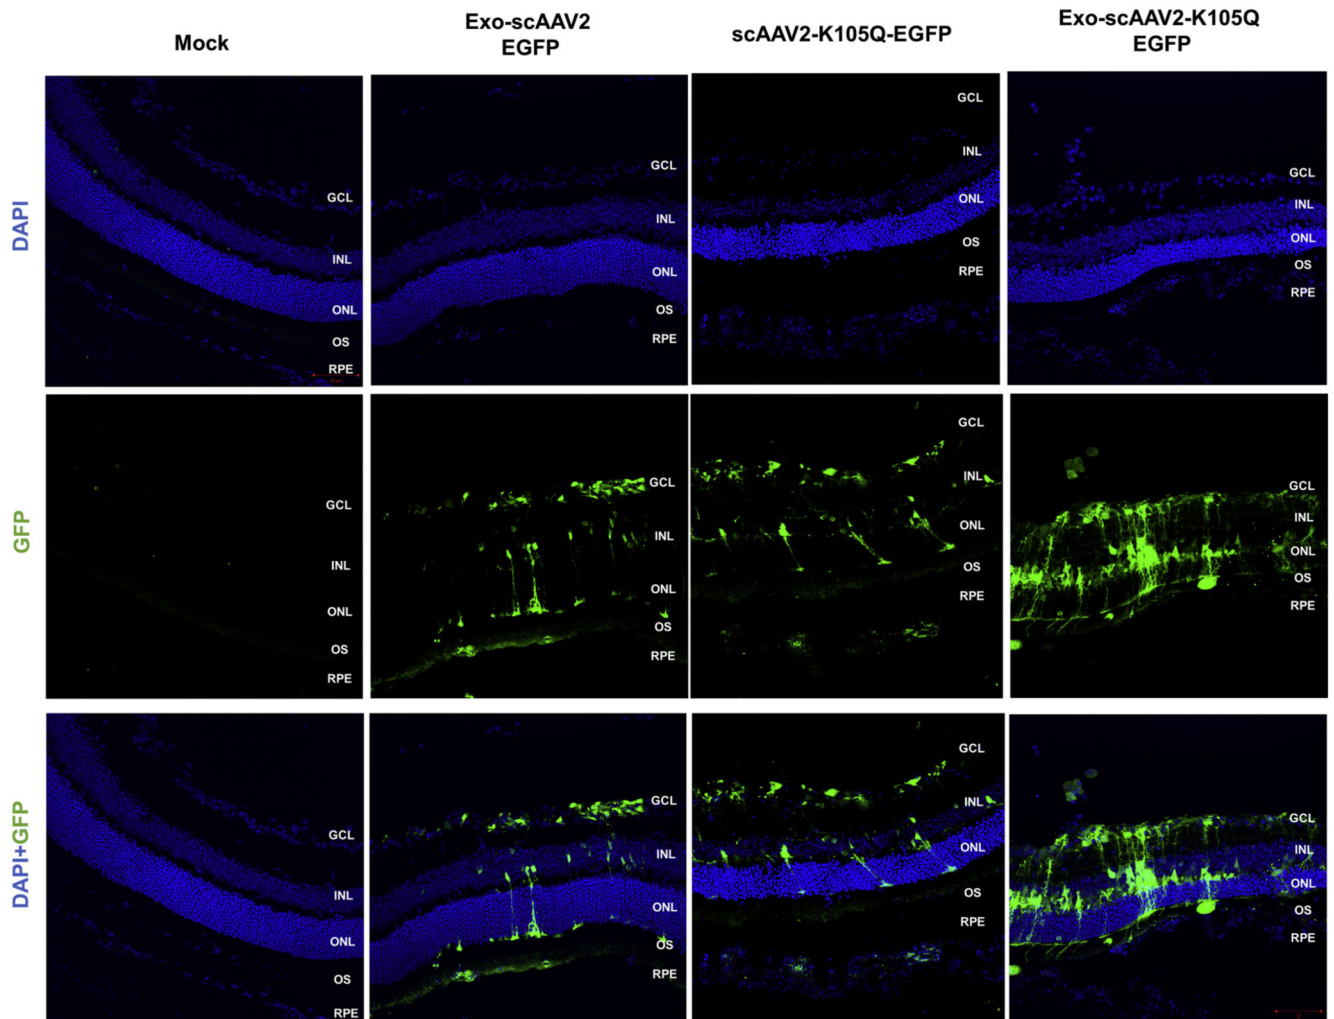 Mock
Exo-scAAV2
EGFP
scAAV2-K105Q-EGFP
Exo-scAAV2-K105Q
EGFP
DAPI
GCL
INL
ONL
OS
RPE
GCL
INL
ONL
OS
RPE
GCL
INL
ONL
OS
RPE
GCL
INL
ONL
OS
RPE
GFP
GCL
INL
ONL
OS
RPE
GCL
INL
ONL
OS
RPE
GCL
INL
ONL
OS
RPE
GCL
INL
ONL
OS
RPE
DAPI+GFP
GCL
INL
ONL
OS
RPE
GCL
INL
ONL
OS
RPE
GCL
INL
ONL
OS
RPE
GCL
INL
ONL
OS
RPE